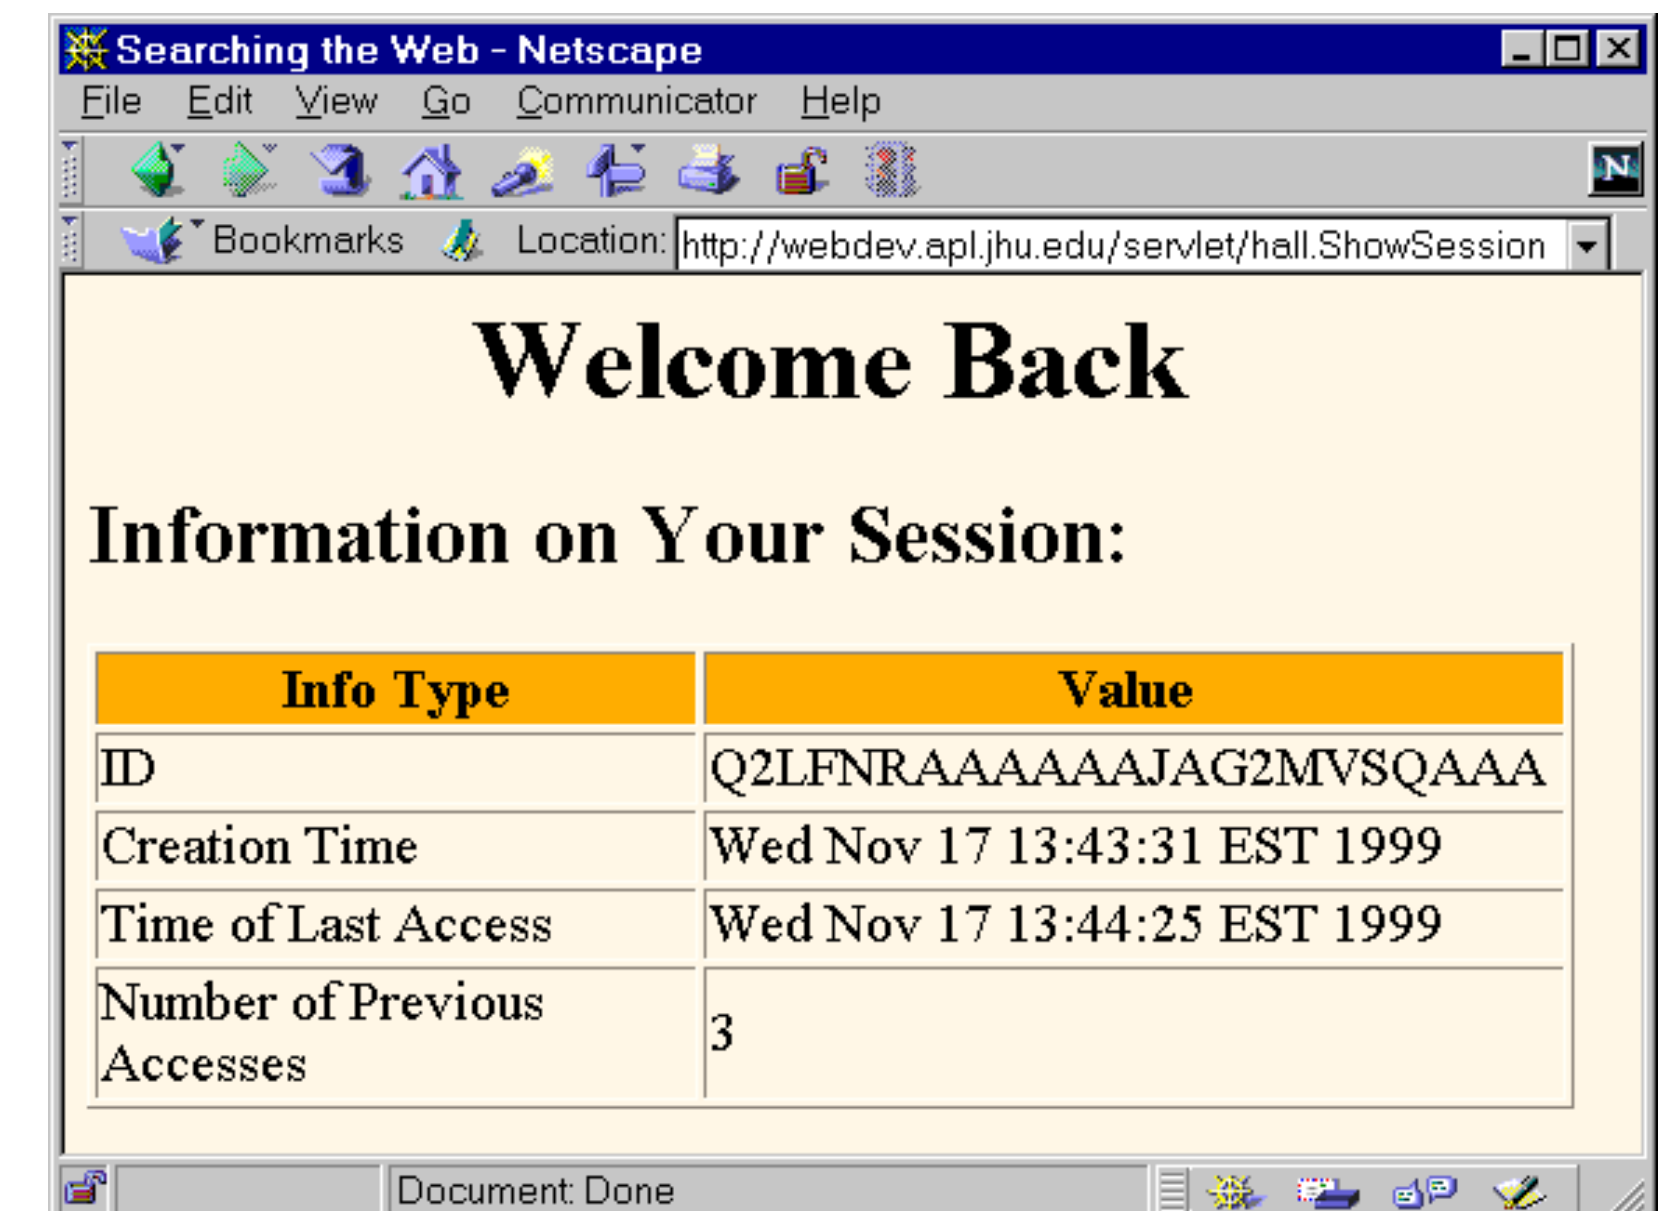 Searching the Web - Netscape
File Edit View Go Communicator Help
N
Bookmarks Location: http://webdev.apl.jhu.edu/servlet/hall.ShowSession
Welcome Back
Information on Your Session:
Info Type Value
ID Q2LFNRAAAAAAJAG2MVSQAAA
Creation Time Wed Nov 17 13:43:31 EST 1999
Time of Last Access Wed Nov 17 13:44:25 EST 1999
Number of Previous
Accesses 3
Document: Done